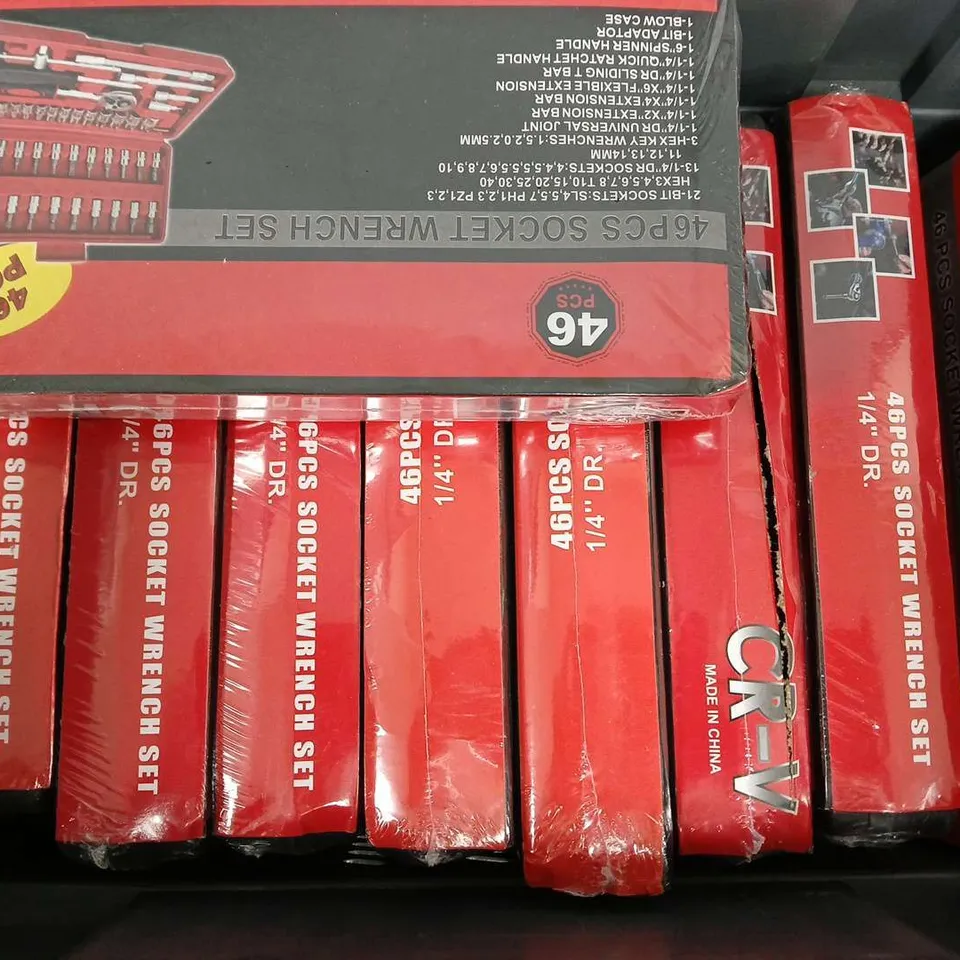 46
PCS
46PCS SOCKET WRENCH SET
21-BIT SOCKETS:SL4,5.5,7 PH1,2,3 PZ1,2,3
HEX3,4,5,6,7,8 T10,15,20,25,30,40
13-1/4"DR SOCKETS:4,4.5,5,5.5,6,7,8,9,10
11,12,13,14MM
3-HEX KEY WRENCHES:1.5,2,0.2.5MM
1-1/4" DR UNIVERSAL JOINT
1-1/4"X2"EXTENSION BAR
1-1/4"X4"EXTENSION BAR
1-1/4"X6"FLEXIBLE EXTENSION
1-1/4"DR SLIDING T BAR
1-1/4"QUICK RATCHET HANDLE
1-6"SPINNER HANDLE
1-BIT ADAPTOR
1-BLOW CASE
CS SOCKET WRENCH SET
6PCS SOCKET WRENCH SET
/4" DR.
6PCS SOCKET WRENCH SET
/4" DR.
46PCS
1/4" DR
46PCS SO
1/4" DR.
CR-V
MADE IN CHINA
46PCS SOCKET WRENCH SET
1/4" DR.
46 PCS SOCKET